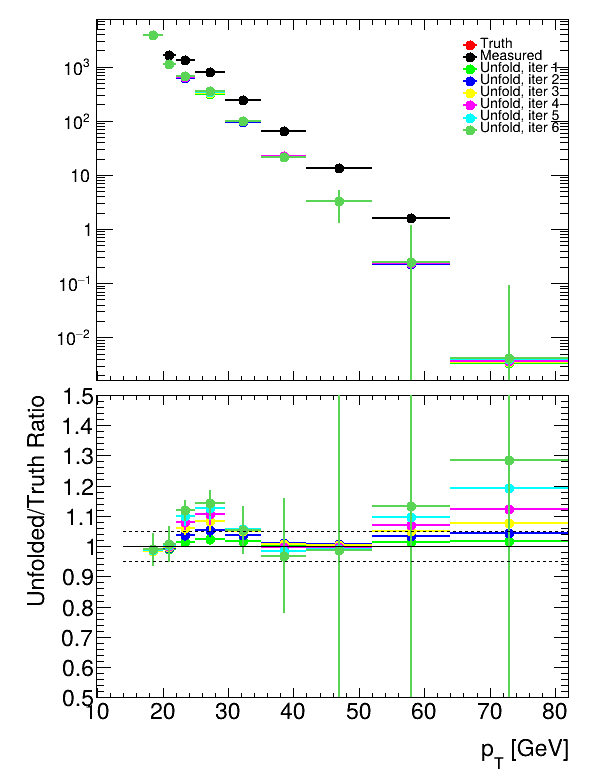 10³
10²
10
1
10⁻¹
10⁻²
Truth
Measured
Unfold, iter 1
Unfold, iter 2
Unfold, iter 3
Unfold, iter 4
Unfold, iter 5
Unfold, iter 6
Unfolded/Truth Ratio
1.5
1.4
1.3
1.2
1.1
1
0.9
0.8
0.7
0.6
0.5
10 20 30 40 50 60 70 80
p_T [GeV]